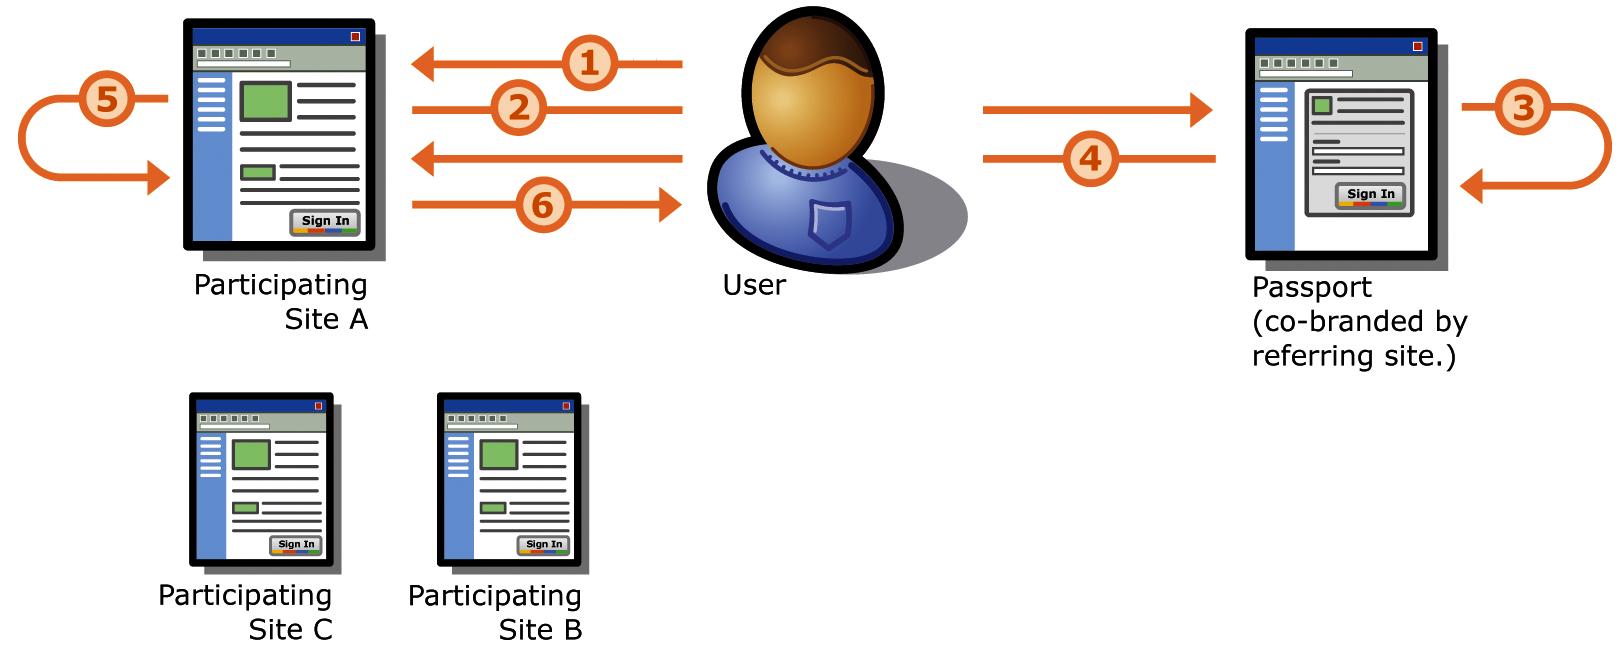 1
2
3
4
5
6
Sign In
Sign In
Participating
Site A
User
Passport
(co-branded by
referring site.)
Sign In
Sign In
Participating
Site C
Participating
Site B